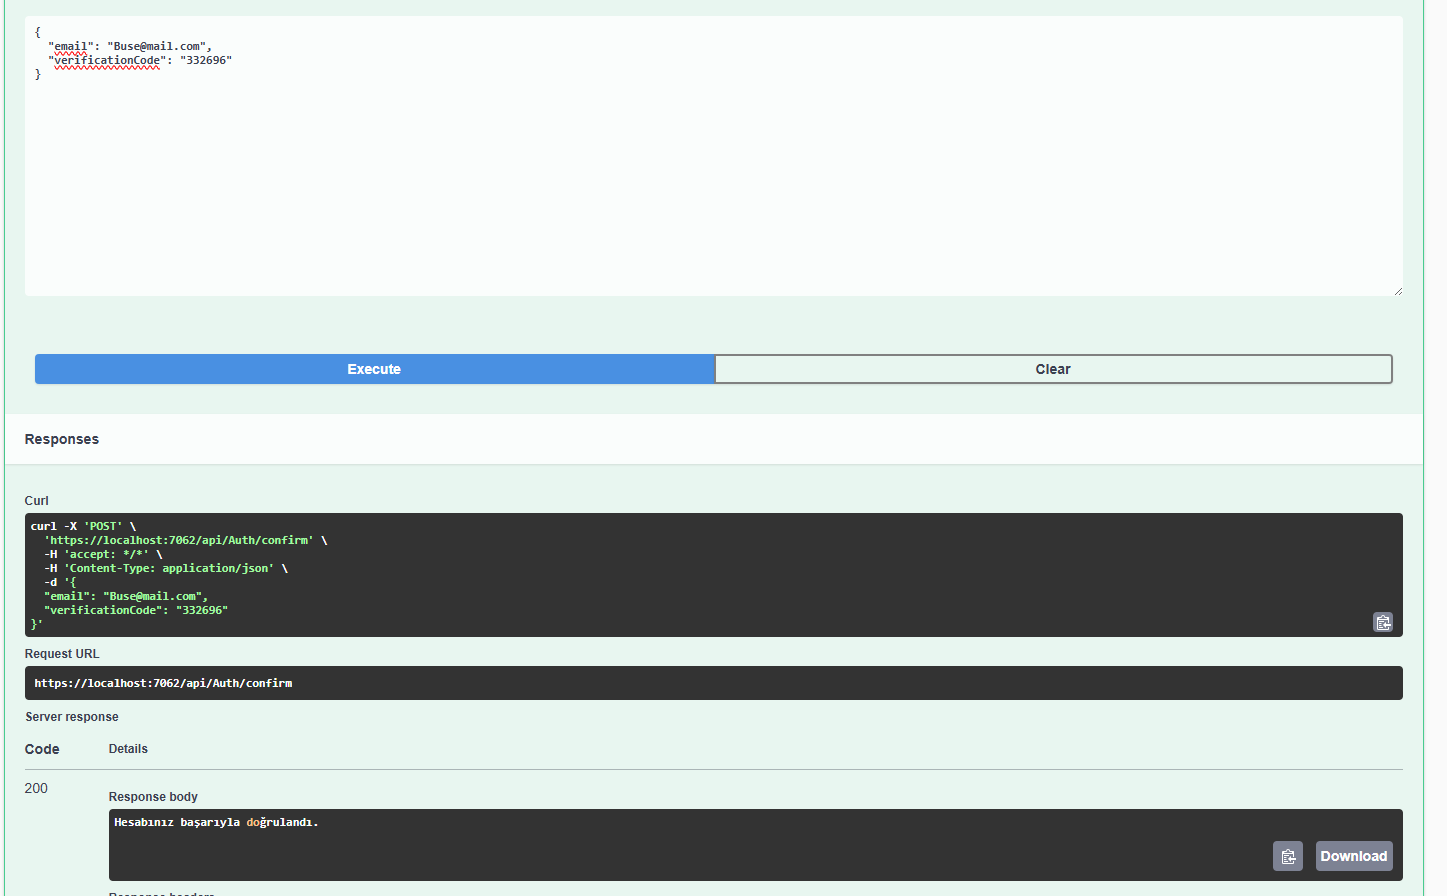 {
"email": "Buse@mail.com",
"verificationCode": "332696"
}
Execute
Clear
Responses
Curl
curl -X 'POST' \
'https://localhost:7062/api/Auth/confirm' \
-H 'accept: */*' \
-H 'Content-Type: application/json' \
-d '{
"email": "Buse@mail.com",
"verificationCode": "332696"
}'
Request URL
https://localhost:7062/api/Auth/confirm
Server response
Code Details
200
Response body
Hesabınız başarıyla doğrulandı.
Download
Response headers